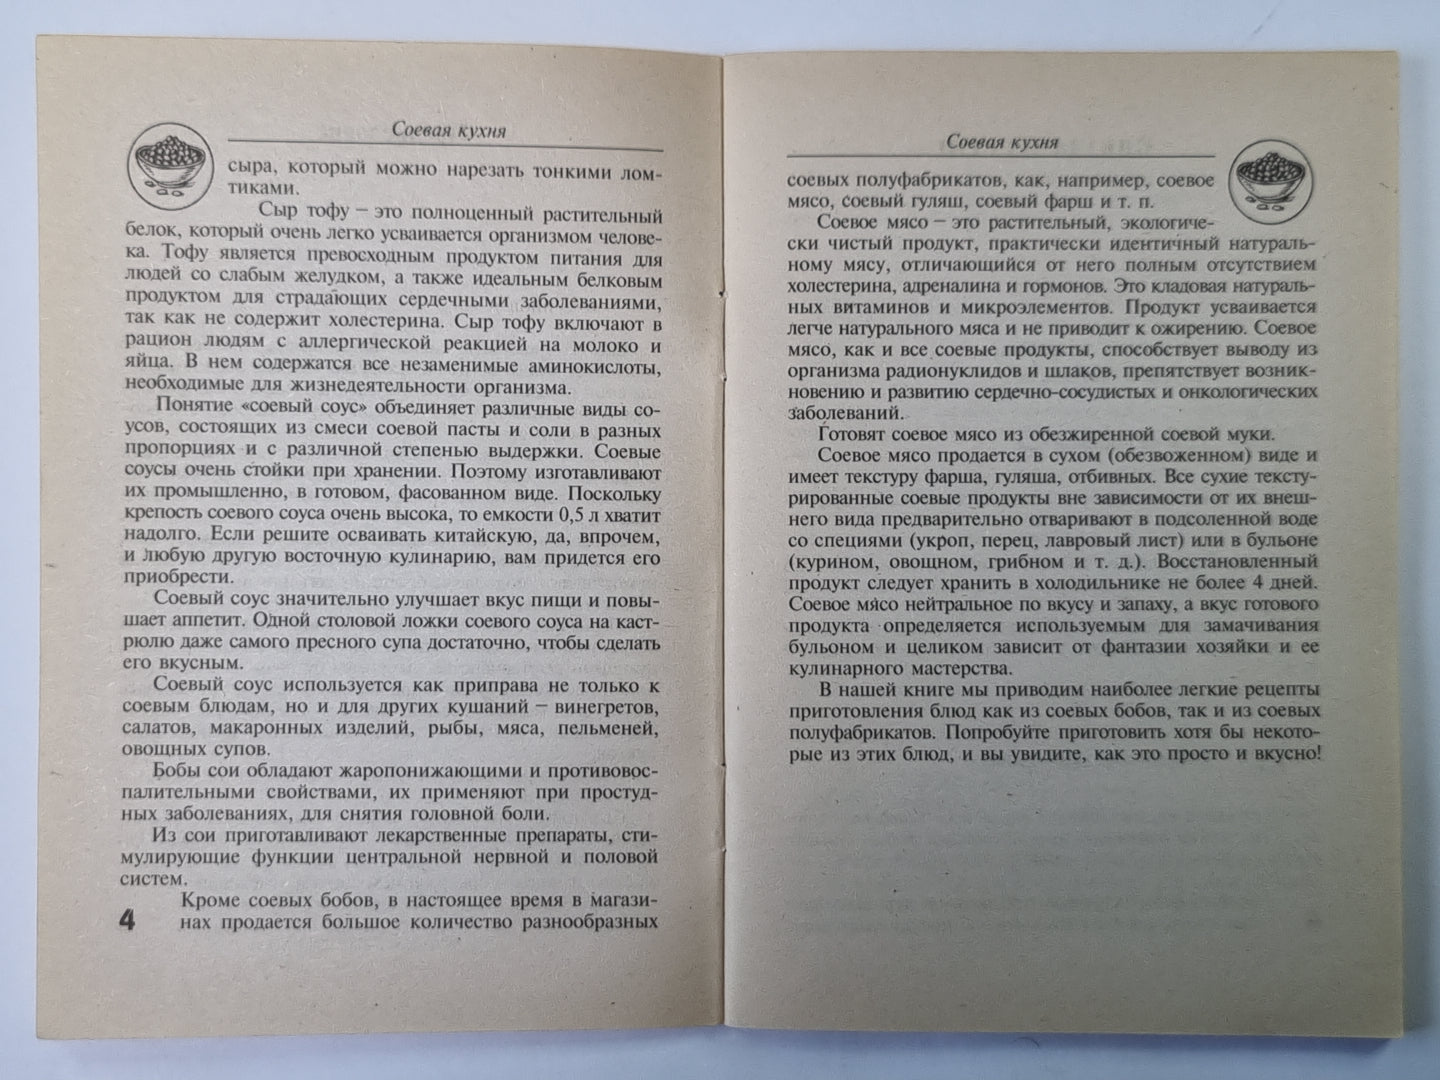 Соевая кухня
сыра, который можно нарезать тонкими лом-
тиками.
Сыр тофу — это полноценный растительный
белок, который очень легко усваивается организмом челове-
ка. Тофу является превосходным продуктом питания для
людей со слабым желудком, а также идеальным белковым
продуктом для страдающих сердечными заболеваниями,
так как не содержит холестерина. Сыр тофу включают в
рацион людям с аллергической реакцией на молоко и
яйца. В нем содержатся все незаменимые аминокислоты,
необходимые для жизнедеятельности организма.
Понятие «соевый соус» объединяет различные виды со-
усов, состоящих из смеси соевой пасты и соли в разных
пропорциях и с различной степенью выдержки. Соевые
соусы очень стойки при хранении. Поэтому изготавливают
их промышленно, в готовом, фасованном виде. Поскольку
крепость соевого соуса очень высока, то емкости 0,5 л хватит
надолго. Если решите осваивать китайскую, да, впрочем,
и любую другую восточную кулинарию, вам придется его
приобрести.
Соевый соус значительно улучшает вкус пищи и повы-
шает аппетит. Одной столовой ложки соевого соуса на каст-
рюлю даже самого пресного супа достаточно, чтобы сделать
его вкусным.
Соевый соус используется как приправа не только к
соевым блюдам, но и для других кушаний — винегретов,
салатов, макаронных изделий, рыбы, мяса, пельменей,
овощных супов.
Бобы сои обладают жаропонижающими и противовос-
палительными свойствами, их применяют при простуд-
ных заболеваниях, для снятия головной боли.
Из сои приготавливают лекарственные препараты, сти-
мулирующие функции центральной нервной и половой
систем.
Кроме соевых бобов, в настоящее время в магази-
нах продается большое количество разнообразных
4
Соевая кухня
соевых полуфабрикатов, как, например, соевое
мясо, соевый гуляш, соевый фарш и т. п.
Соевое мясо — это растительный, экологиче-
ски чистый продукт, практически идентичный натураль-
ному мясу, отличающийся от него полным отсутствием
холестерина, адреналина и гормонов. Это кладовая натураль-
ных витаминов и микроэлементов. Продукт усваивается
легче натурального мяса и не приводит к ожирению. Соевое
мясо, как и все соевые продукты, способствует выводу из
организма радионуклидов и шлаков, препятствует возник-
новению и развитию сердечно-сосудистых и онкологических
заболеваний.
Готовят соевое мясо из обезжиренной соевой муки.
Соевое мясо продается в сухом (обезвоженном) виде и
имеет текстуру фарша, гуляша, отбивных. Все сухие тексту-
рированные соевые продукты вне зависимости от их внеш-
него вида предварительно отваривают в подсоленной воде
со специями (укроп, перец, лавровый лист) или в бульоне
(курином, овощном, грибном и т. д.). Восстановленный
продукт следует хранить в холодильнике не более 4 дней.
Соевое мясо нейтральное по вкусу и запаху, а вкус готового
продукта определяется используемым для замачивания
бульоном и целиком зависит от фантазии хозяйки и ее
кулинарного мастерства.
В нашей книге мы приводим наиболее легкие рецепты
приготовления блюд как из соевых бобов, так и из соевых
полуфабрикатов. Попробуйте приготовить хотя бы некото-
рые из этих блюд, и вы увидите, как это просто и вкусно!